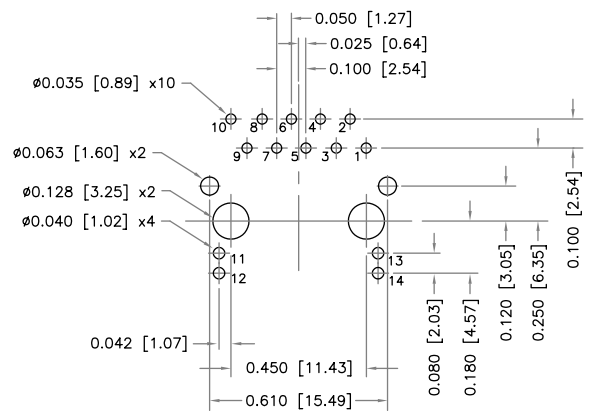 0.050 [1.27]
0.025 [0.64]
0.100 [2.54]
ø0.035 [0.89] x10
10 8 6 4 2
9 7 5 3 1
ø0.063 [1.60] x2
ø0.128 [3.25] x2
ø0.040 [1.02] x4
11 13
12 14
0.042 [1.07]
0.450 [11.43]
0.610 [15.49]
0.080 [2.03]
0.180 [4.57]
0.120 [3.05]
0.250 [6.35]
0.100 [2.54]